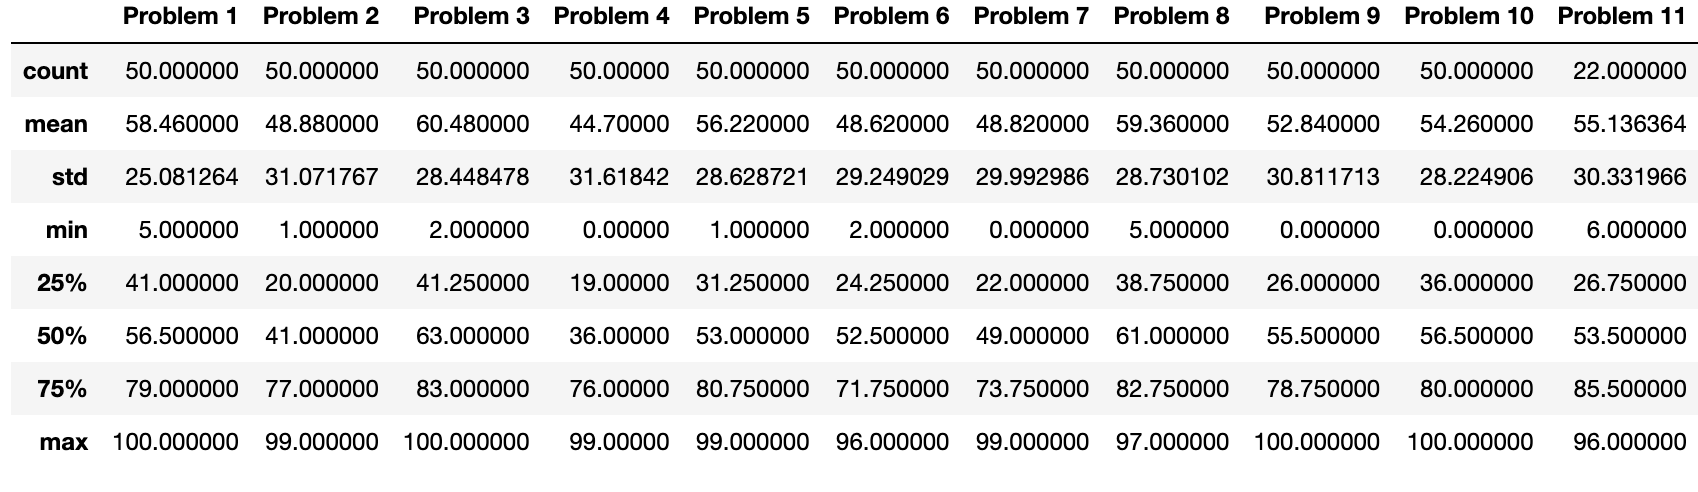 Problem 1 Problem 2 Problem 3 Problem 4 Problem 5 Problem 6 Problem 7 Problem 8 Problem 9 Problem 10 Problem 11
count 50.000000 50.000000 50.000000 50.00000 50.000000 50.000000 50.000000 50.000000 50.000000 50.000000 22.000000
mean 58.460000 48.880000 60.480000 44.70000 56.220000 48.620000 48.820000 59.360000 52.840000 54.260000 55.136364
std 25.081264 31.071767 28.448478 31.61842 28.628721 29.249029 29.992986 28.730102 30.811713 28.224906 30.331966
min 5.000000 1.000000 2.000000 0.00000 1.000000 2.000000 0.000000 5.000000 0.000000 0.000000 6.000000
25% 41.000000 20.000000 41.250000 19.00000 31.250000 24.250000 22.000000 38.750000 26.000000 36.000000 26.750000
50% 56.500000 41.000000 63.000000 36.00000 53.000000 52.500000 49.000000 61.000000 55.500000 56.500000 53.500000
75% 79.000000 77.000000 83.000000 76.00000 80.750000 71.750000 73.750000 82.750000 78.750000 80.000000 85.500000
max 100.000000 99.000000 100.000000 99.00000 99.000000 96.000000 99.000000 97.000000 100.000000 100.000000 96.000000